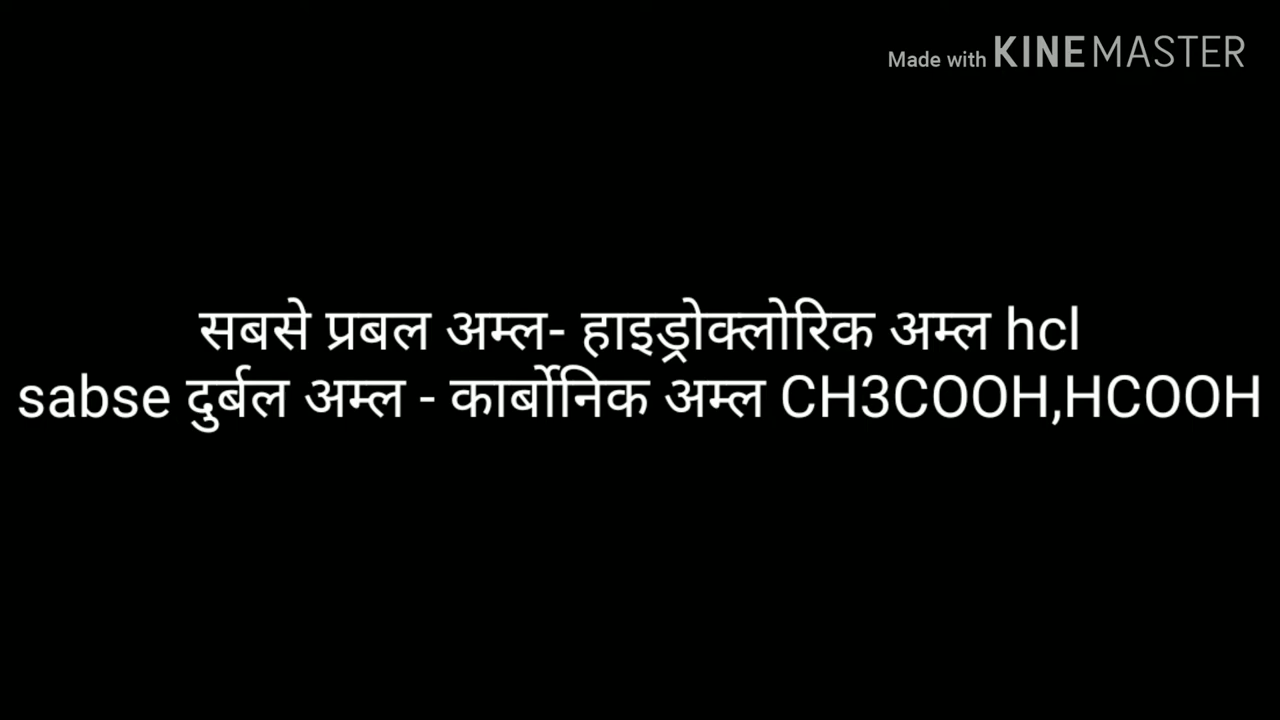 Made with KINEMASTER
सबसे प्रबल अम्ल- हाइड्रोक्लोरिक अम्ल hcl
sabse दुर्बल अम्ल - कार्बोनिक अम्ल CH3COOH,HCOOH